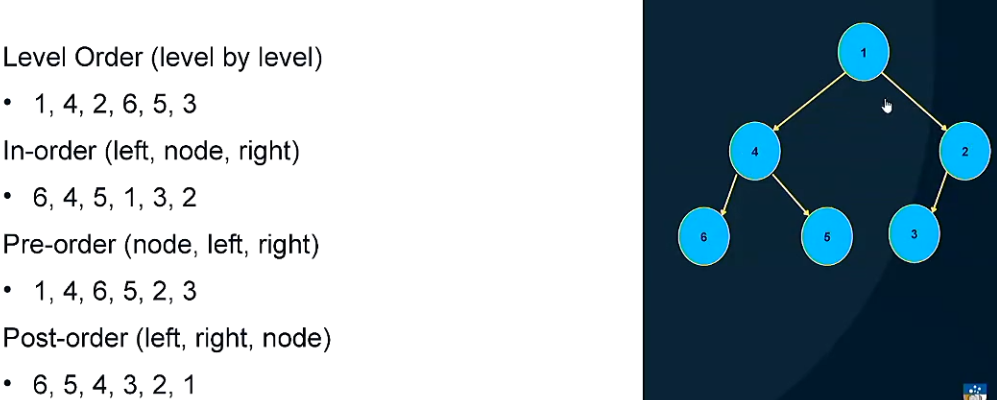 Level Order (level by level)
• 1, 4, 2, 6, 5, 3
In-order (left, node, right)
• 6, 4, 5, 1, 3, 2
Pre-order (node, left, right)
• 1, 4, 6, 5, 2, 3
Post-order (left, right, node)
• 6, 5, 4, 3, 2, 1
1
4
2
6
5
3